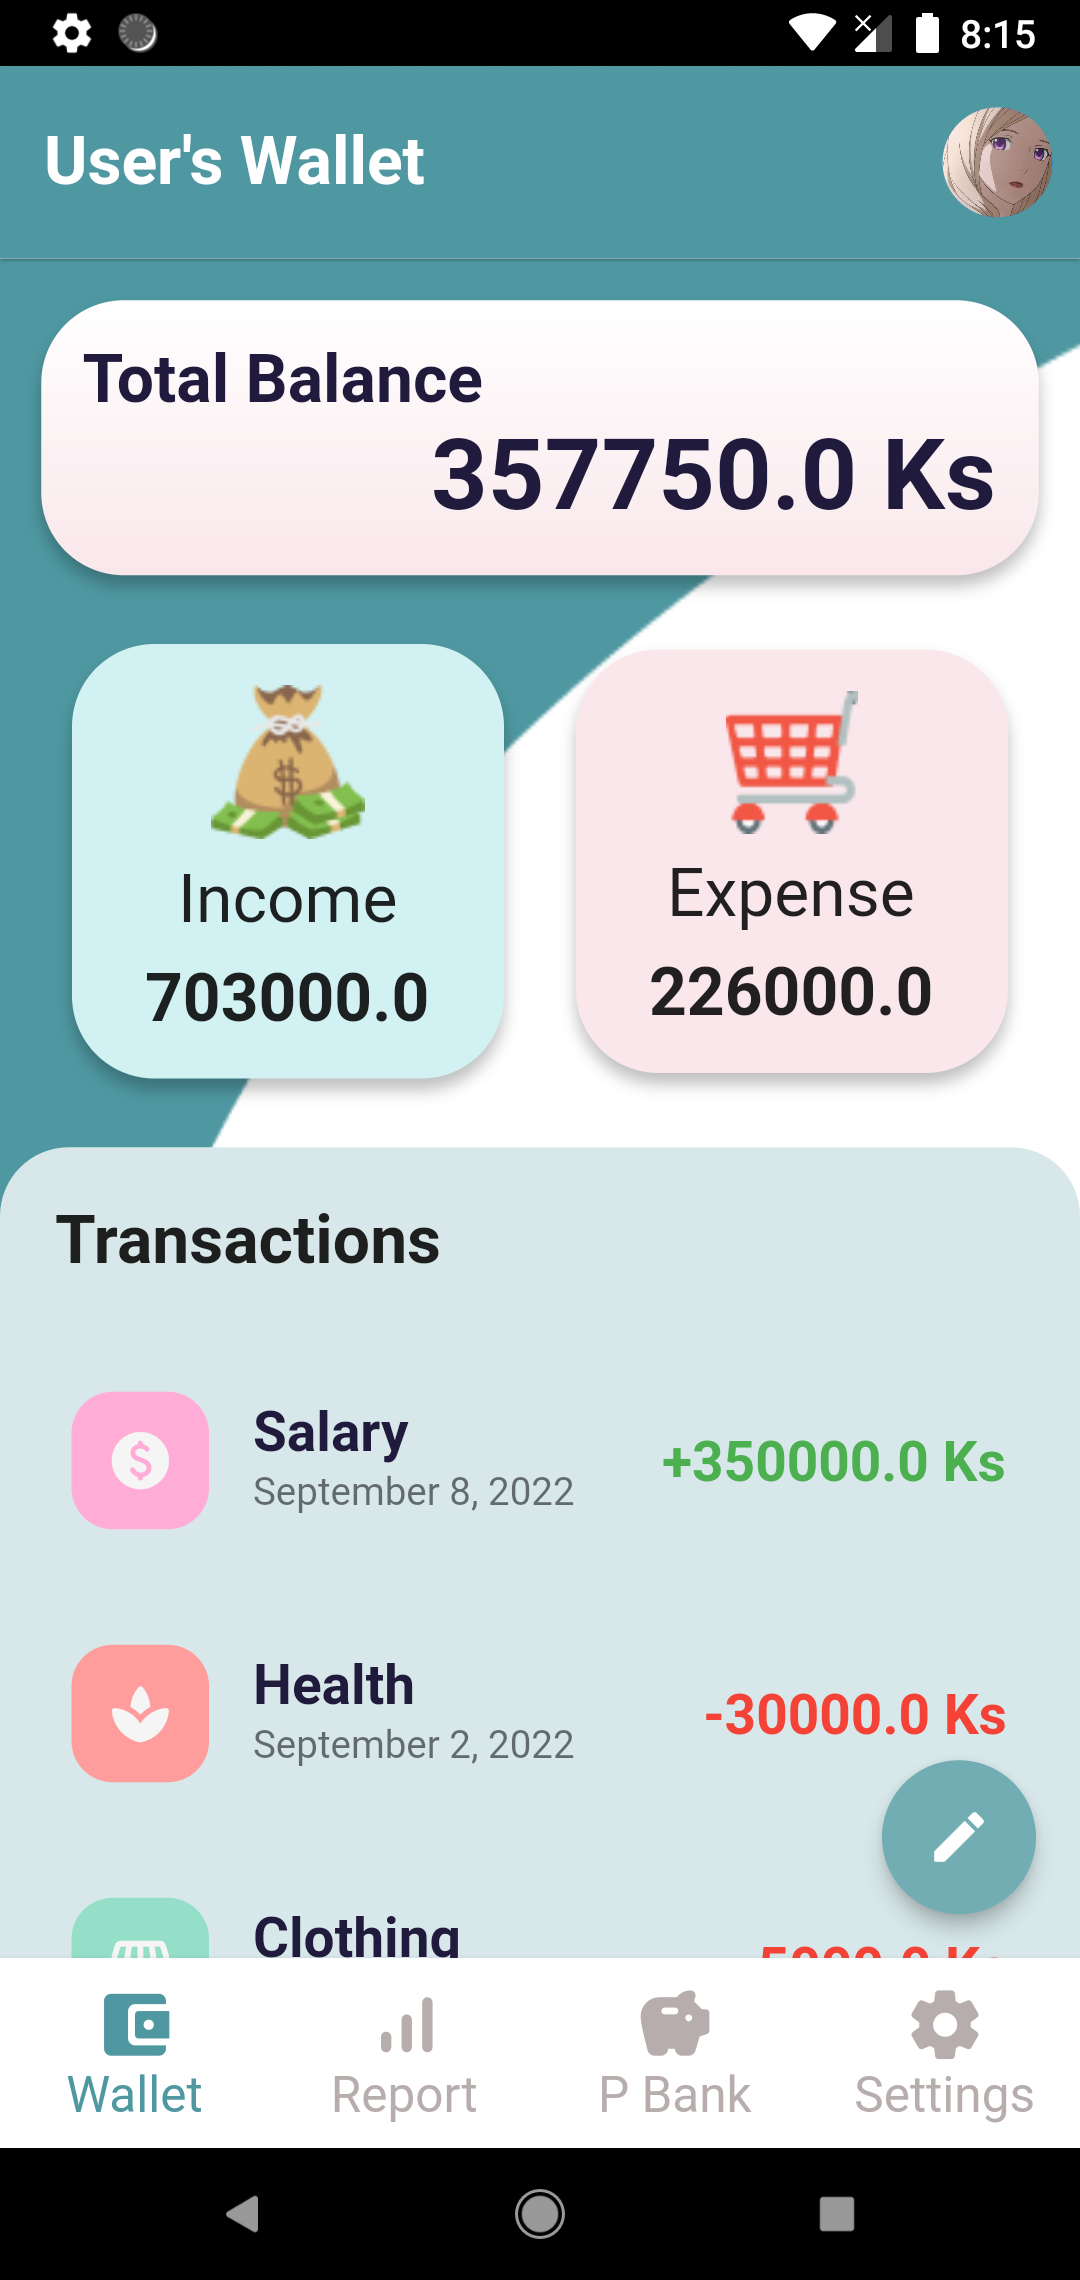 8:15
User's Wallet
Total Balance
357750.0 Ks
Income
703000.0
Expense
226000.0
Transactions
Salary
September 8, 2022
+350000.0 Ks
Health
September 2, 2022
-30000.0 Ks
Clothing
Wallet
Report
P Bank
Settings